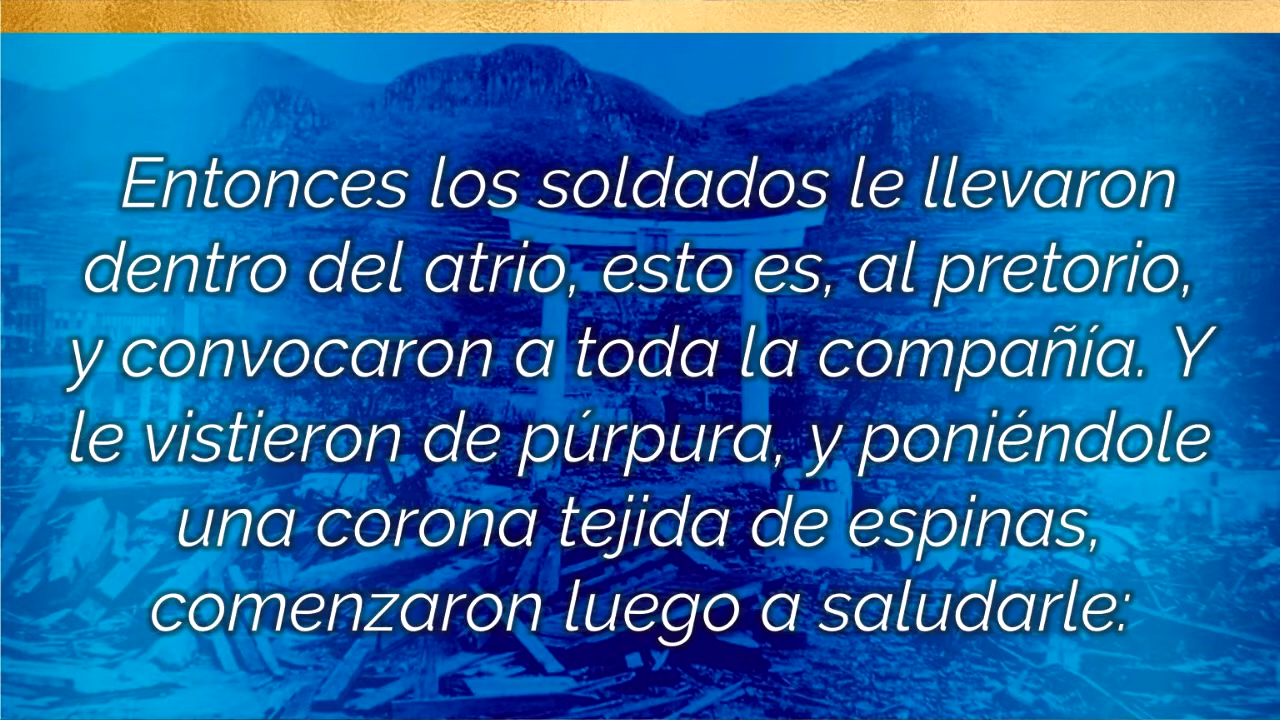 Entonces los soldados le llevaron
dentro del atrio, esto es, al pretorio,
y convocaron a toda la compañía. Y
le vistieron de púrpura, y poniéndole
una corona tejida de espinas,
comenzaron luego a saludarle: